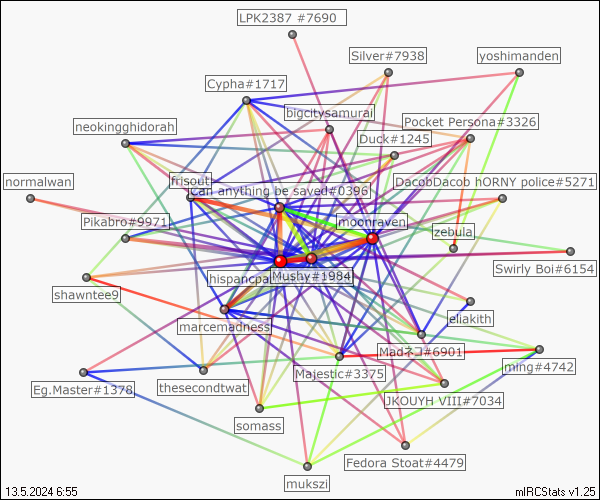 LPK2387 #7690
Silver#7938
yoshimanden
Cypha#1717
bigcitysamurai
Pocket Persona#3326
neokingghidorah
Duck#1245
normalwan
frisout
Can anything be saved#0396
DacobDacob hORNY police#5271
Pikabro#9971
moonraven
zebula
Swirly Boi#6154
shawntee9
hispancpa
Mushy#1984
eliakith
marcemadness
Madネコ#6901
Majestic#3375
ming#4742
Eg.Master#1378
thesecondtwat
JKOUYH VIII#7034
somass
Fedora Stoat#4479
mukszi
13.5.2024 6:55
mIRCStats v1.25